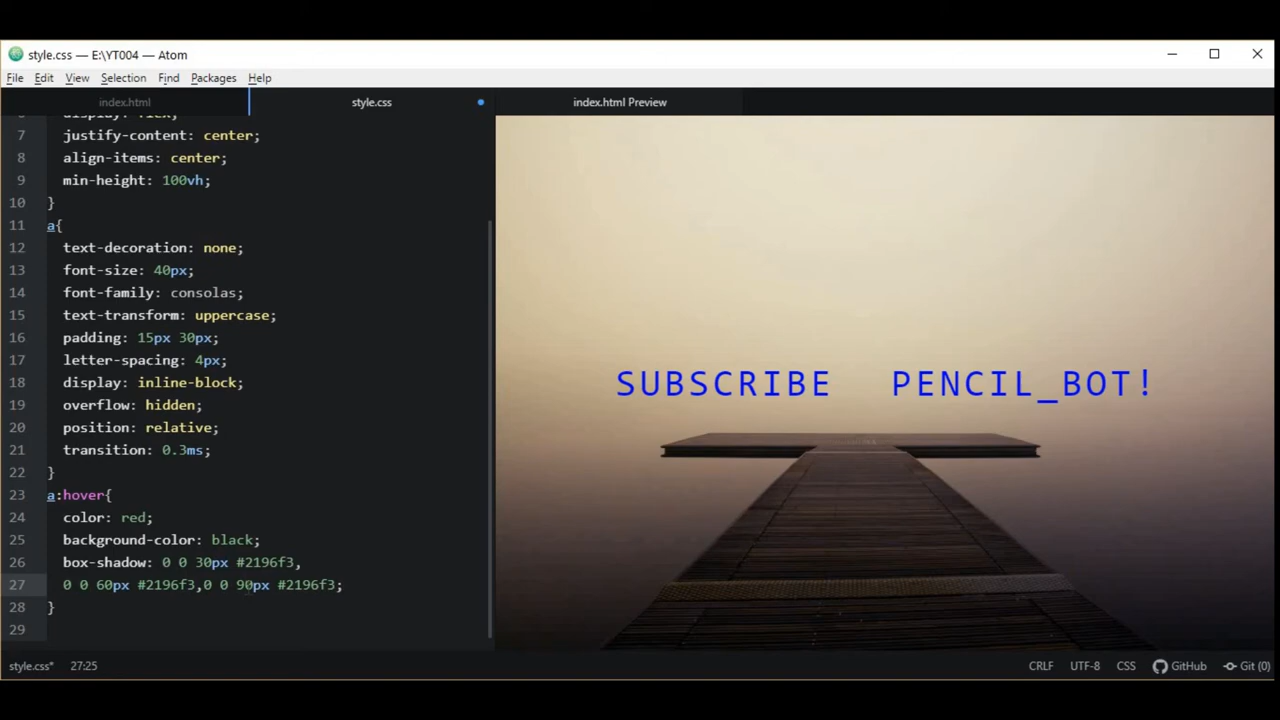 style.css — E:\YT004 — Atom
File Edit View Selection Find Packages Help
index.html style.css index.html Preview
6 display: flex;
7 justify-content: center;
8 align-items: center;
9 min-height: 100vh;
10 }
11 a{
12 text-decoration: none;
13 font-size: 40px;
14 font-family: consolas;
15 text-transform: uppercase;
16 padding: 15px 30px;
17 letter-spacing: 4px;
18 display: inline-block;
19 overflow: hidden;
20 position: relative;
21 transition: 0.3ms;
22 }
23 a:hover{
24 color: red;
25 background-color: black;
26 box-shadow: 0 0 30px #2196f3,
27 0 0 60px #2196f3,0 0 90px #2196f3;
28 }
29
SUBSCRIBE PENCIL_BOT!
style.css* 27:25 CRLF UTF-8 CSS GitHub Git (0)